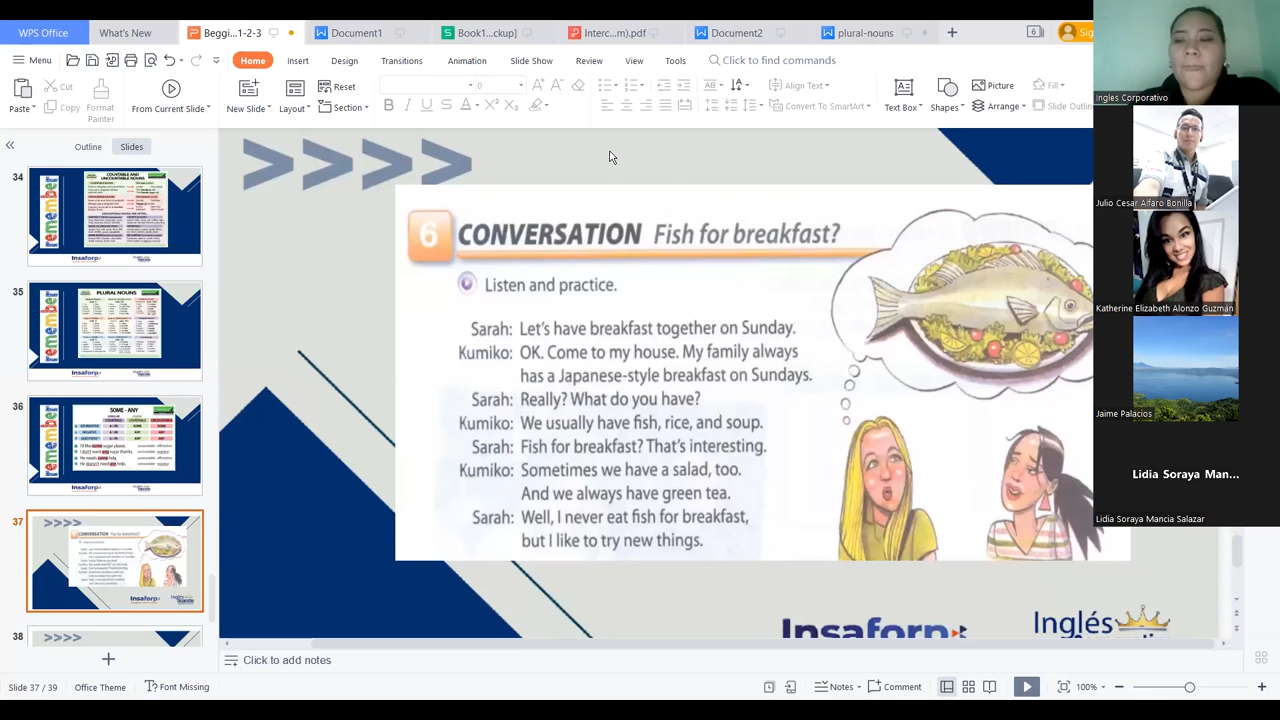 WPS Office
What's New
Beggi...1-2-3
Document1
Book1...ckup]
Interc...m).pdf
Document2
plural-nouns
6
Menu
Home
Insert
Design
Transitions
Animation
Slide Show
Review
View
Tools
Click to find commands
Paste
Cut
Copy
Format
Painter
From Current Slide
New Slide
Layout
Reset
Section
0
Align Text
Convert To SmartArt
Text Box
Shapes
Picture
Arrange
Fill
Slide Outlin
Outline
Slides
34
COUNTABLE AND
UNCOUNTABLE NOUNS
Remember
35
PLURAL NOUNS
Remember
36
SOME- ANY
Remember
37
38
>>>>
6 CONVERSATION Fish for breakfast?
Listen and practice.
Sarah: Let's have breakfast together on Sunday.
Kumiko: OK. Come to my house. My family always
has a Japanese-style breakfast on Sundays.
Sarah: Really? What do you have?
Kumiko: We usually have fish, rice, and soup.
Sarah: Fish for breakfast? That's interesting.
Kumiko: Sometimes we have a salad, too.
And we always have green tea.
Sarah: Well, I never eat fish for breakfast,
but I like to try new things.
Insaforp
Inglés
Click to add notes
Slide 37 / 39
Office Theme
Font Missing
Notes
Comment
100%
Ingles Corporativo
Julio Cesar Alfaro Bonilla
Katherine Elizabeth Alonzo Guzmán
Jaime Palacios
Lidia Soraya Man...
Lidia Soraya Mancia Salazar